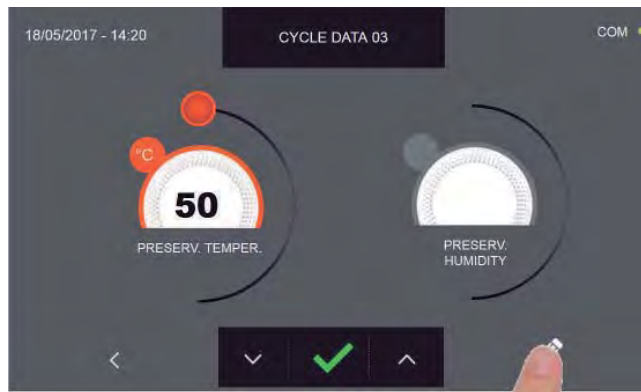 18/05/2017 - 14:20
CYCLE DATA 03
COM
°C
50
PRESERV. TEMPER.
PRESERV.
HUMIDITY